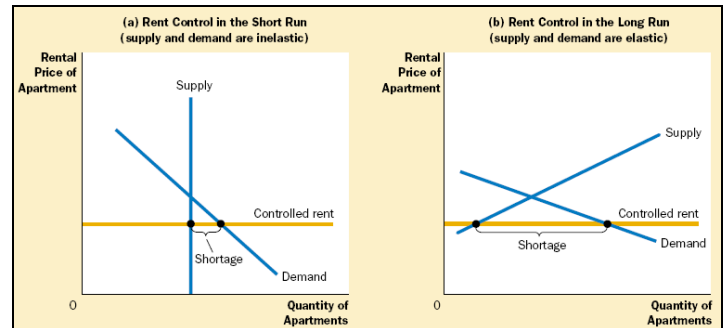 (a) Rent Control in the Short Run
(supply and demand are inelastic)
Rental
Price of
Apartment
Supply
Controlled rent
Shortage
Demand
0
Quantity of
Apartments
(b) Rent Control in the Long Run
(supply and demand are elastic)
Rental
Price of
Apartment
Supply
Controlled rent
Shortage
Demand
0
Quantity of
Apartments